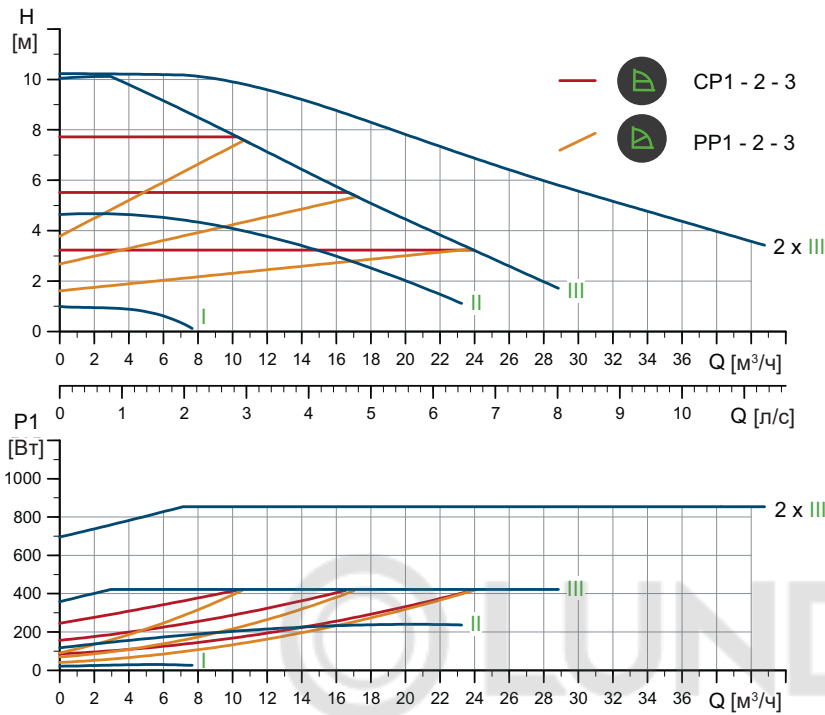 H
[м]
10
8
6
4
2
0
CP1 - 2 - 3
PP1 - 2 - 3
2 x III
III
II
I
0 2 4 6 8 10 12 14 16 18 20 22 24 26 28 30 32 34 36 Q [м³/ч]
0 1 2 3 4 5 6 7 8 9 10 Q [л/с]
P1
[Вт]
1000
800
600
400
200
0
2 x III
III
II
I
0 2 4 6 8 10 12 14 16 18 20 22 24 26 28 30 32 34 36 Q [м³/ч]
© LUND